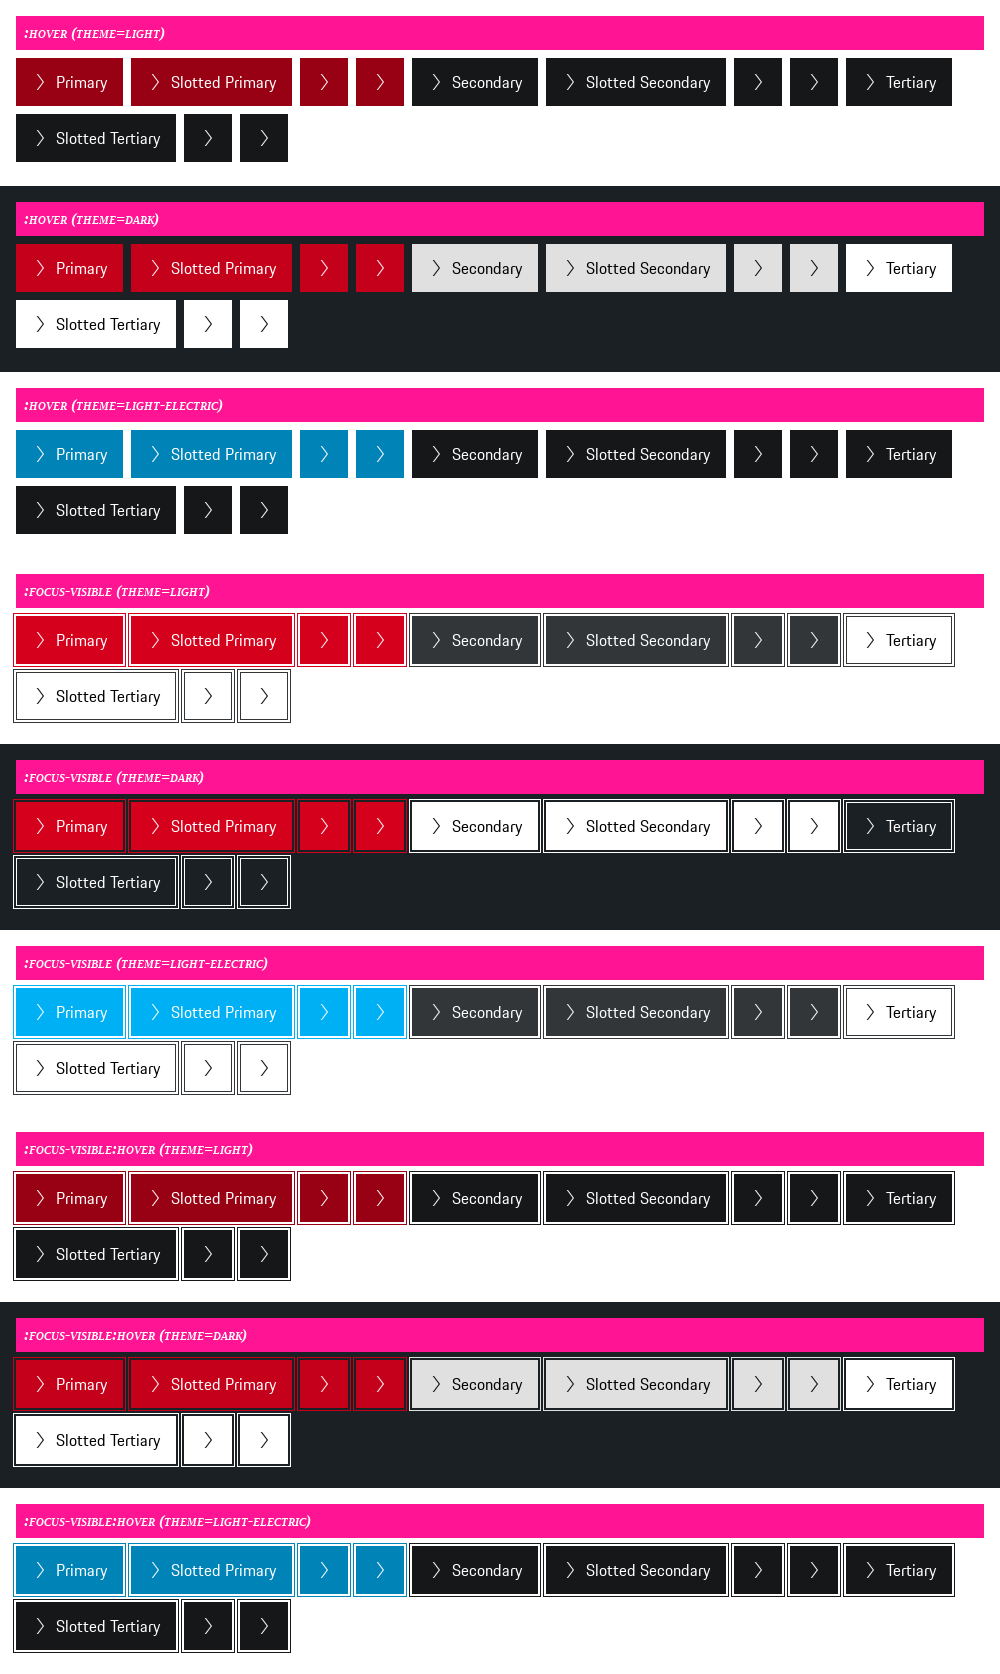 :hover (theme=light)
Primary Slotted Primary Secondary Slotted Secondary Tertiary
Slotted Tertiary
:hover (theme=dark)
Primary Slotted Primary Secondary Slotted Secondary Tertiary
Slotted Tertiary
:hover (theme=light-electric)
Primary Slotted Primary Secondary Slotted Secondary Tertiary
Slotted Tertiary
:focus-visible (theme=light)
Primary Slotted Primary Secondary Slotted Secondary Tertiary
Slotted Tertiary
:focus-visible (theme=dark)
Primary Slotted Primary Secondary Slotted Secondary Tertiary
Slotted Tertiary
:focus-visible (theme=light-electric)
Primary Slotted Primary Secondary Slotted Secondary Tertiary
Slotted Tertiary
:focus-visible:hover (theme=light)
Primary Slotted Primary Secondary Slotted Secondary Tertiary
Slotted Tertiary
:focus-visible:hover (theme=dark)
Primary Slotted Primary Secondary Slotted Secondary Tertiary
Slotted Tertiary
:focus-visible:hover (theme=light-electric)
Primary Slotted Primary Secondary Slotted Secondary Tertiary
Slotted Tertiary